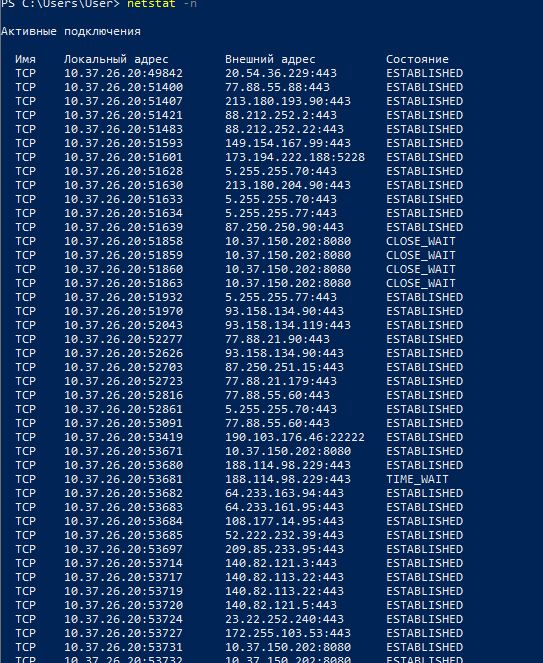 PS C:\Users\User> netstat -n
Активные подключения
Имя Локальный адрес Внешний адрес Состояние
TCP 10.37.26.20:49842 20.54.36.229:443 ESTABLISHED
TCP 10.37.26.20:51400 77.88.55.88:443 ESTABLISHED
TCP 10.37.26.20:51407 213.180.193.90:443 ESTABLISHED
TCP 10.37.26.20:51421 88.212.252.2:443 ESTABLISHED
TCP 10.37.26.20:51483 88.212.252.22:443 ESTABLISHED
TCP 10.37.26.20:51593 149.154.167.99:443 ESTABLISHED
TCP 10.37.26.20:51601 173.194.222.188:5228 ESTABLISHED
TCP 10.37.26.20:51628 5.255.255.70:443 ESTABLISHED
TCP 10.37.26.20:51630 213.180.204.90:443 ESTABLISHED
TCP 10.37.26.20:51633 5.255.255.70:443 ESTABLISHED
TCP 10.37.26.20:51634 5.255.255.77:443 ESTABLISHED
TCP 10.37.26.20:51639 87.250.250.90:443 ESTABLISHED
TCP 10.37.26.20:51858 10.37.150.202:8080 CLOSE_WAIT
TCP 10.37.26.20:51859 10.37.150.202:8080 CLOSE_WAIT
TCP 10.37.26.20:51860 10.37.150.202:8080 CLOSE_WAIT
TCP 10.37.26.20:51863 10.37.150.202:8080 CLOSE_WAIT
TCP 10.37.26.20:51932 5.255.255.77:443 ESTABLISHED
TCP 10.37.26.20:51970 93.158.134.90:443 ESTABLISHED
TCP 10.37.26.20:52043 93.158.134.119:443 ESTABLISHED
TCP 10.37.26.20:52277 77.88.21.90:443 ESTABLISHED
TCP 10.37.26.20:52626 93.158.134.90:443 ESTABLISHED
TCP 10.37.26.20:52703 87.250.251.15:443 ESTABLISHED
TCP 10.37.26.20:52723 77.88.21.179:443 ESTABLISHED
TCP 10.37.26.20:52816 77.88.55.60:443 ESTABLISHED
TCP 10.37.26.20:52861 5.255.255.70:443 ESTABLISHED
TCP 10.37.26.20:53091 77.88.55.60:443 ESTABLISHED
TCP 10.37.26.20:53419 190.103.176.46:22222 ESTABLISHED
TCP 10.37.26.20:53671 10.37.150.202:8080 ESTABLISHED
TCP 10.37.26.20:53680 188.114.98.229:443 ESTABLISHED
TCP 10.37.26.20:53681 188.114.98.229:443 TIME_WAIT
TCP 10.37.26.20:53682 64.233.163.94:443 ESTABLISHED
TCP 10.37.26.20:53683 64.233.161.95:443 ESTABLISHED
TCP 10.37.26.20:53684 108.177.14.95:443 ESTABLISHED
TCP 10.37.26.20:53685 52.222.232.39:443 ESTABLISHED
TCP 10.37.26.20:53697 209.85.233.95:443 ESTABLISHED
TCP 10.37.26.20:53714 140.82.121.3:443 ESTABLISHED
TCP 10.37.26.20:53717 140.82.113.22:443 ESTABLISHED
TCP 10.37.26.20:53719 140.82.113.22:443 ESTABLISHED
TCP 10.37.26.20:53720 140.82.121.5:443 ESTABLISHED
TCP 10.37.26.20:53724 23.22.252.240:443 ESTABLISHED
TCP 10.37.26.20:53727 172.255.103.53:443 ESTABLISHED
TCP 10.37.26.20:53731 10.37.150.202:8080 ESTABLISHED
TCP 10.37.26.20:53732 10.37.150.202:8080 ESTABLISHED